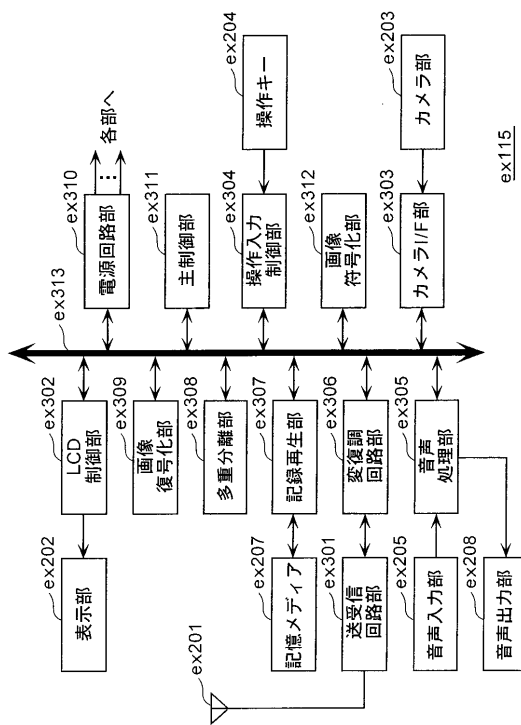 ex115
ex313
ex310
電源回路部
各部へ
ex311
主制御部
ex304
操作入力
制御部
ex204
操作キー
ex312
画像
符号化部
ex303
カメラI/F部
ex203
カメラ部
ex202
表示部
ex302
LCD
制御部
ex309
画像
復号化部
ex308
多重分離部
ex207
記憶メディア
ex307
記録再生部
ex201
ex301
送受信
回路部
ex306
変復調
回路部
ex205
音声入力部
ex305
音声
処理部
ex208
音声出力部